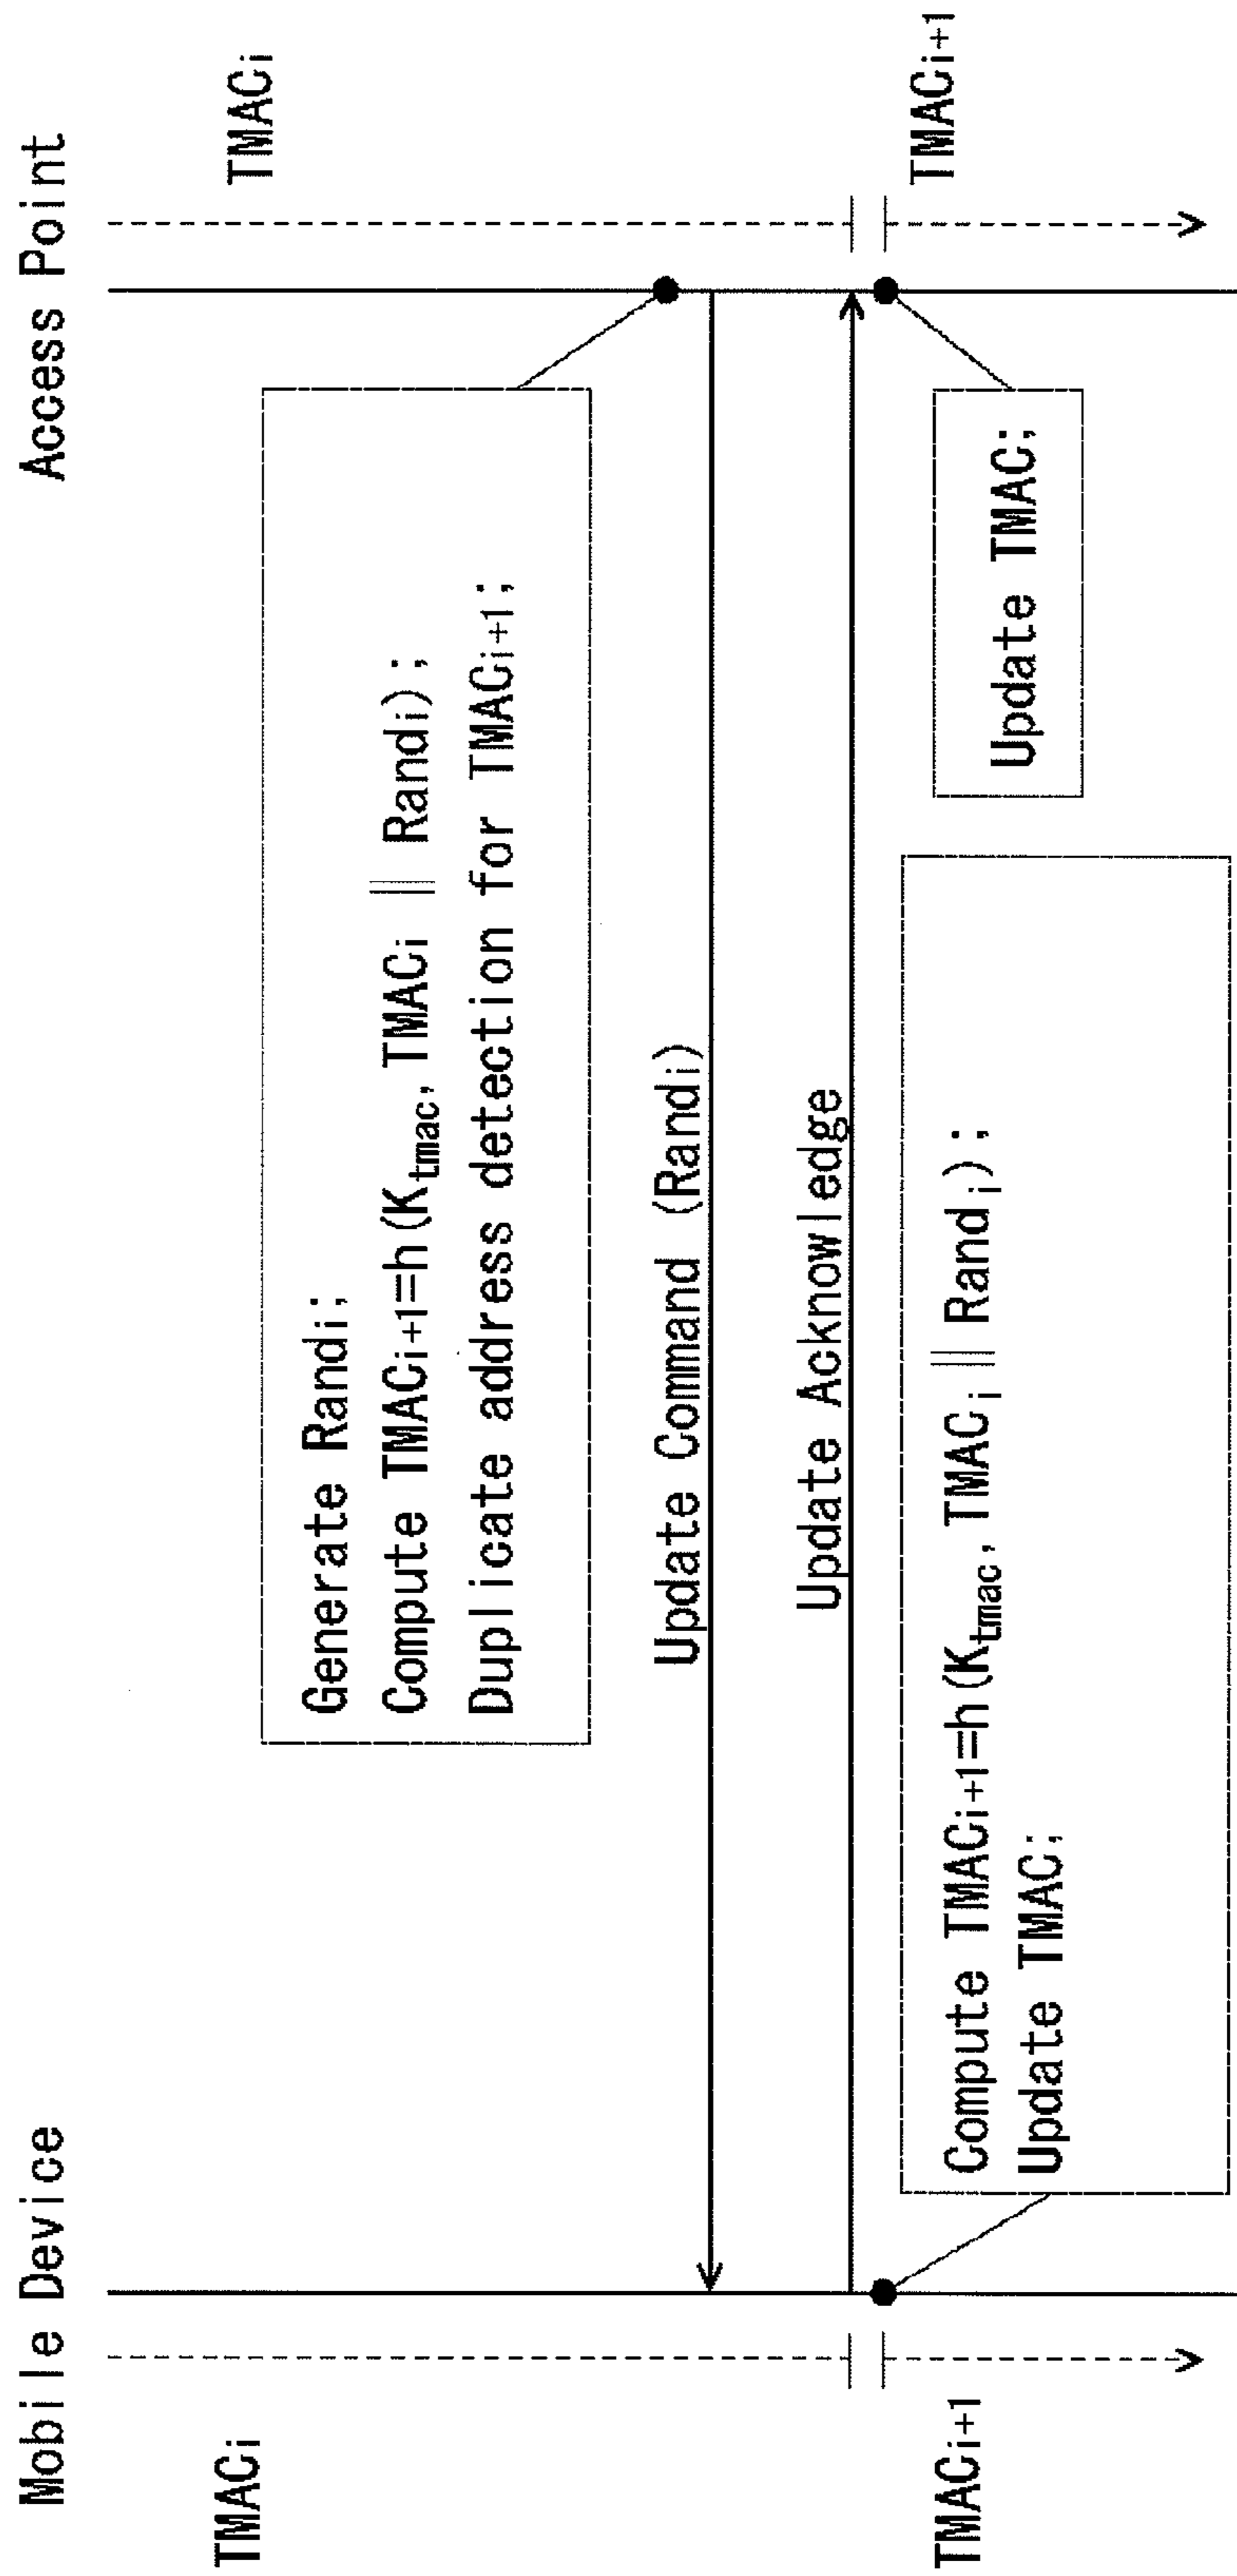 Mobile Device
Access Point
TMACi
TMACi
Generate Randi;
Compute TMACi+1=h(Ktmac, TMACi || Randi);
Duplicate address detection for TMACi+1;
Update Command (Randi)
Update Acknowledge
TMACi+1
Compute TMACi+1=h(Ktmac, TMACi || Randi);
Update TMAC;
Update TMAC;
TMACi+1